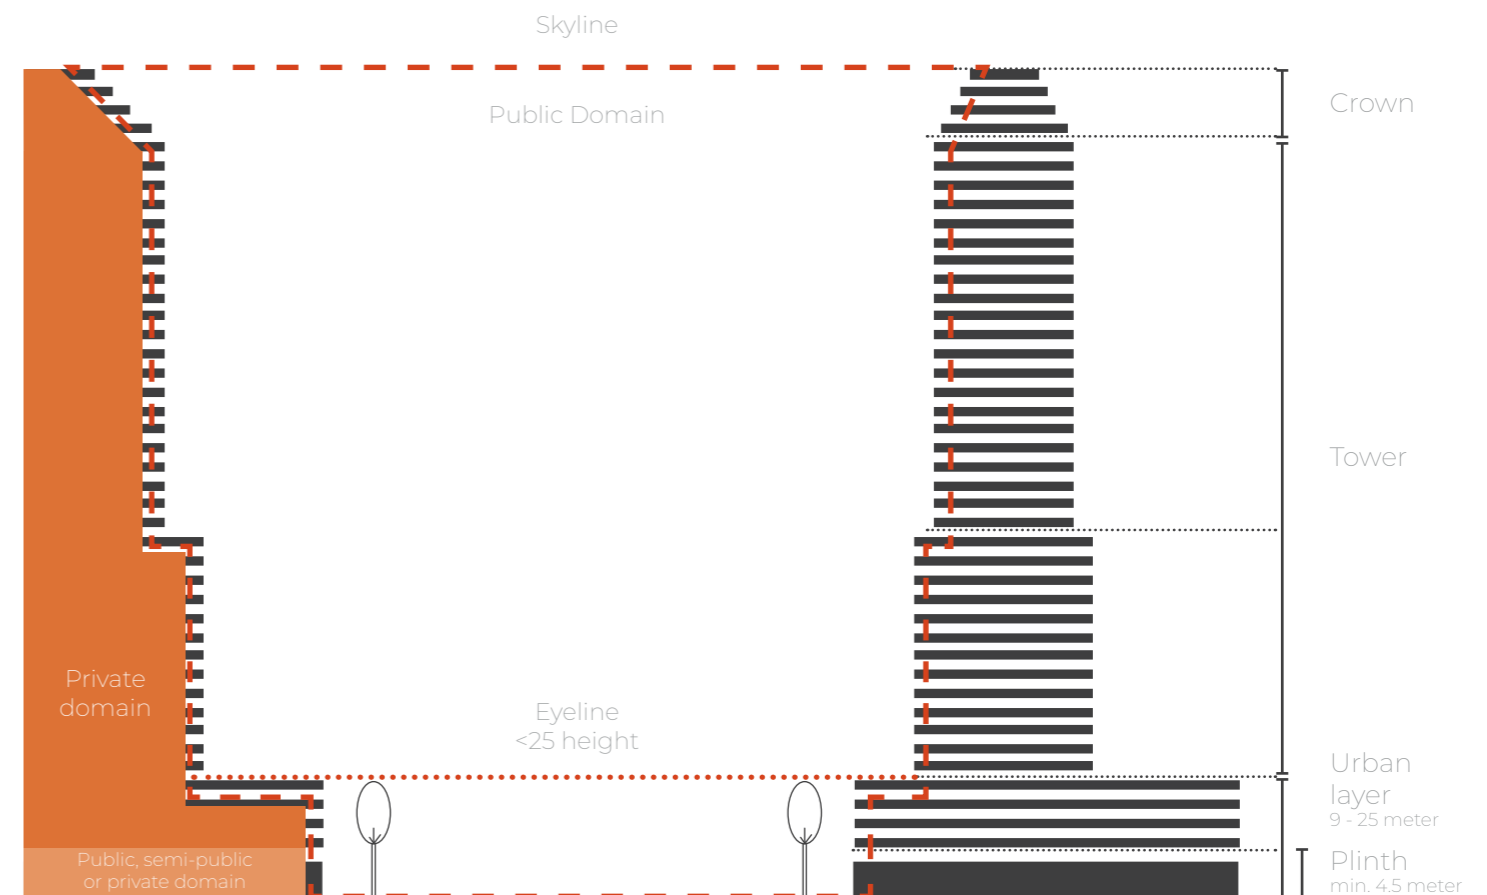 Skyline
Public Domain
Crown
Tower
Private
domain
Eyeline
<25 height
Urban
layer
9 - 25 meter
Public, semi-public
or private domain
Plinth
min. 4.5 meter